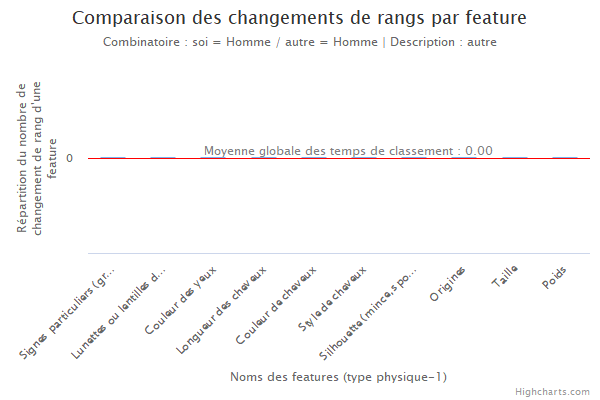 Comparaison des changements de rangs par feature
Combinatoire : soi = Homme / autre = Homme | Description : autre
Répartition du nombre de
changement de rang d'une
feature
0
Moyenne globale des temps de classement : 0.00
Signes particuliers (gr…
Lunettes ou lentilles d…
Couleur des yeux
Longueur des cheveux
Couleur de cheveux
Style de cheveux
Silhouette (mince,s po…
Origines
Taille
Poids
Noms des features (type physique-1)
Highcharts.com